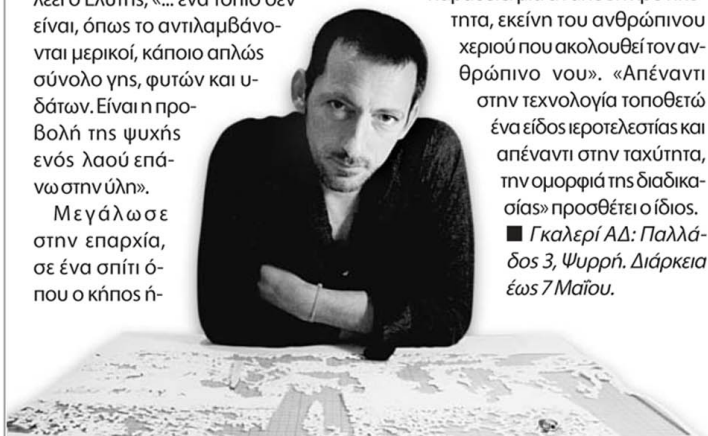 λέει ο Ελύτης, «... ένα τοπίο δεν
είναι, όπως το αντιλαμβάνο-
νται μερικοί, κάποιο απλώς
σύνολο γης, φυτών και υ-
δάτων. Είναι η προ-
βολή της ψυχής
ενός λαού επά-
νω στην ύλη».
Μεγάλωσε
στην επαρχία,
σε ένα σπίτι ό-
που ο κήπος ή-
τητα, εκείνη του ανθρώπινου
χεριού που ακολουθεί τον αν-
θρώπινο νου». «Απέναντι
στην τεχνολογία τοποθετώ
ένα είδος ιεροτελεστίας και
απέναντι στην ταχύτητα,
την ομορφιά της διαδικα-
σίας» προσθέτει ο ίδιος.
■ Γκαλερί ΑΔ: Παλλά-
δος 3, Ψυρρή. Διάρκεια
έως 7 Μαΐου.